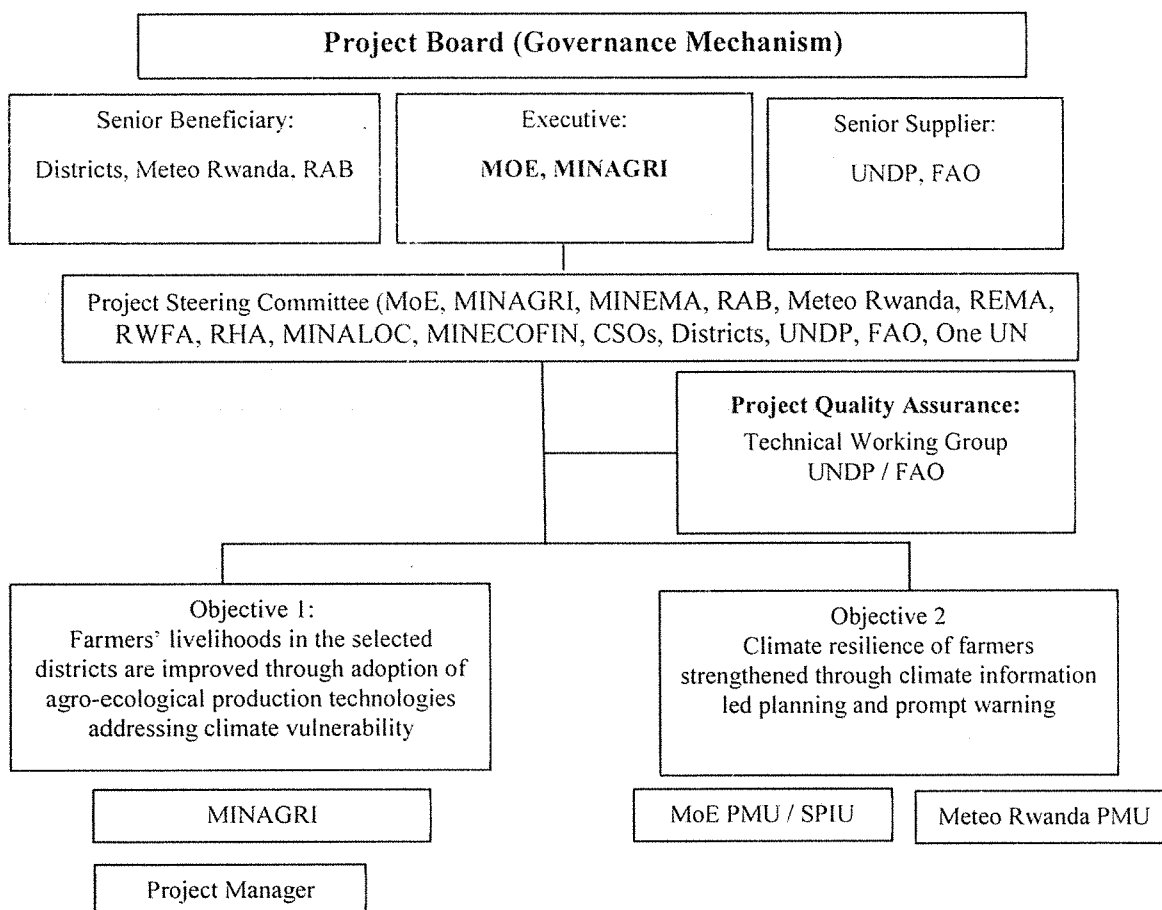 Project Board (Governance Mechanism)
Senior Beneficiary:
Districts, Meteo Rwanda, RAB
Executive:
MOE, MINAGRI
Senior Supplier:
UNDP, FAO
Project Steering Committee (MoE, MINAGRI, MINEMA, RAB, Meteo Rwanda, REMA,
RWFA, RHA, MINALOC, MINECOFIN, CSOs, Districts, UNDP, FAO, One UN
Project Quality Assurance:
Technical Working Group
UNDP / FAO
Objective 1:
Farmers' livelihoods in the selected
districts are improved through adoption of
agro-ecological production technologies
addressing climate vulnerability
Objective 2
Climate resilience of farmers
strengthened through climate information
led planning and prompt warning
MINAGRI
MoE PMU / SPIU
Meteo Rwanda PMU
Project Manager